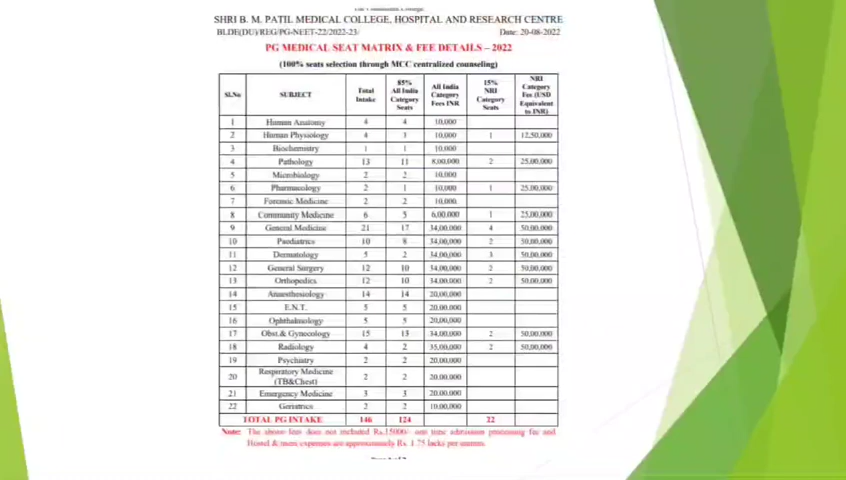 SHRI B. M. PATIL MEDICAL COLLEGE, HOSPITAL AND RESEARCH CENTRE
BLDE(DU)/REG/PG-NEET-22/2022-23/ Date: 20-08-2022
PG MEDICAL SEAT MATRIX & FEE DETAILS – 2022
(100% seats selection through MCC centralized counseling)
Sl.No SUBJECT Total Intake 85% All India Category Seats All India Category Fees INR 15% NRI Category Seats NRI Category Fee (USD Equivalent to INR)
1 Human Anatomy 4 4 10,000
2 Human Physiology 4 3 10,000 1 12,50,000
3 Biochemistry 1 1 10,000
4 Pathology 13 11 8,00,000 2 25,00,000
5 Microbiology 2 2 10,000
6 Pharmacology 2 1 10,000 1 25,00,000
7 Forensic Medicine 2 2 10,000
8 Community Medicine 6 5 6,00,000 1 25,00,000
9 General Medicine 21 17 34,00,000 4 50,00,000
10 Paediatrics 10 8 34,00,000 2 50,00,000
11 Dermatology 5 2 34,00,000 3 50,00,000
12 General Surgery 12 10 34,00,000 2 50,00,000
13 Orthopedics 12 10 34,00,000 2 50,00,000
14 Anaesthesiology 14 14 20,00,000
15 E.N.T. 5 5 20,00,000
16 Ophthalmology 5 5 20,00,000
17 Obst.& Gynecology 15 13 34,00,000 2 50,00,000
18 Radiology 4 2 35,00,000 2 50,00,000
19 Psychiatry 2 2 20,00,000
20 Respiratory Medicine (TB&Chest) 2 2 20,00,000
21 Emergency Medicine 3 3 20,00,000
22 Geriatrics 2 2 10,00,000
TOTAL PG INTAKE 146 124 22
Note: The above fees does not included Rs.15000/- one time admission processing fee and
Hostel & mess expenses are approximately Rs. 1.75 lacks per annum.